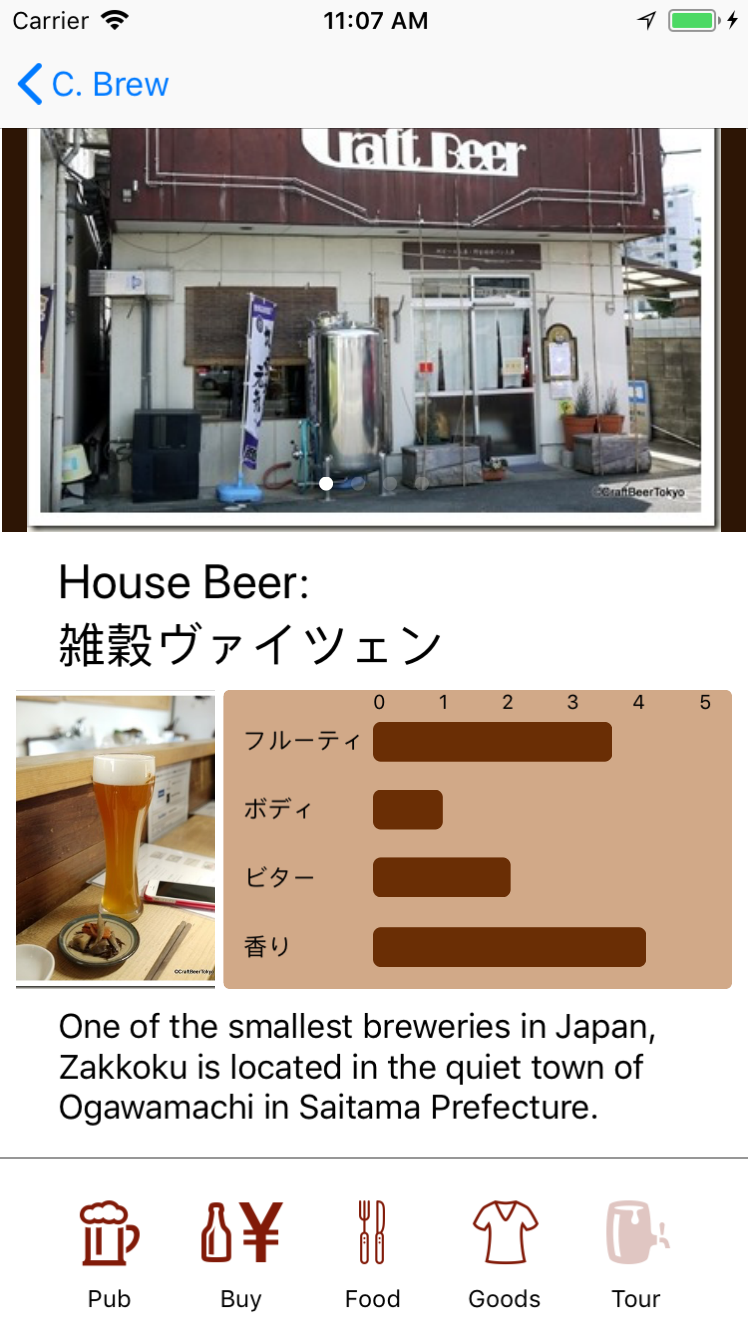 Carrier
11:07 AM
C. Brew
Craft Beer
©CraftBeerTokyo
House Beer:
雑穀ヴァイツェン
0 1 2 3 4 5
フルーティ
ボディ
ビター
香り
©CraftBeerTokyo
One of the smallest breweries in Japan,
Zakkoku is located in the quiet town of
Ogawamachi in Saitama Prefecture.
¥
Pub Buy Food Goods Tour